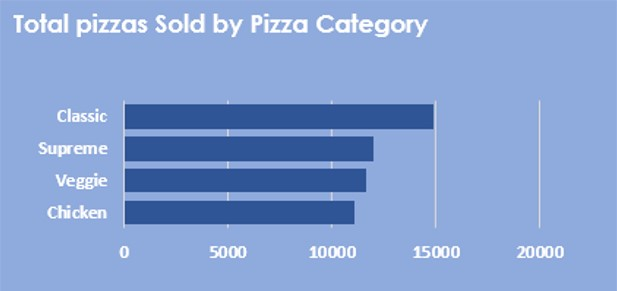 Total pizzas Sold by Pizza Category
Classic
Supreme
Veggie
Chicken
0 5000 10000 15000 20000